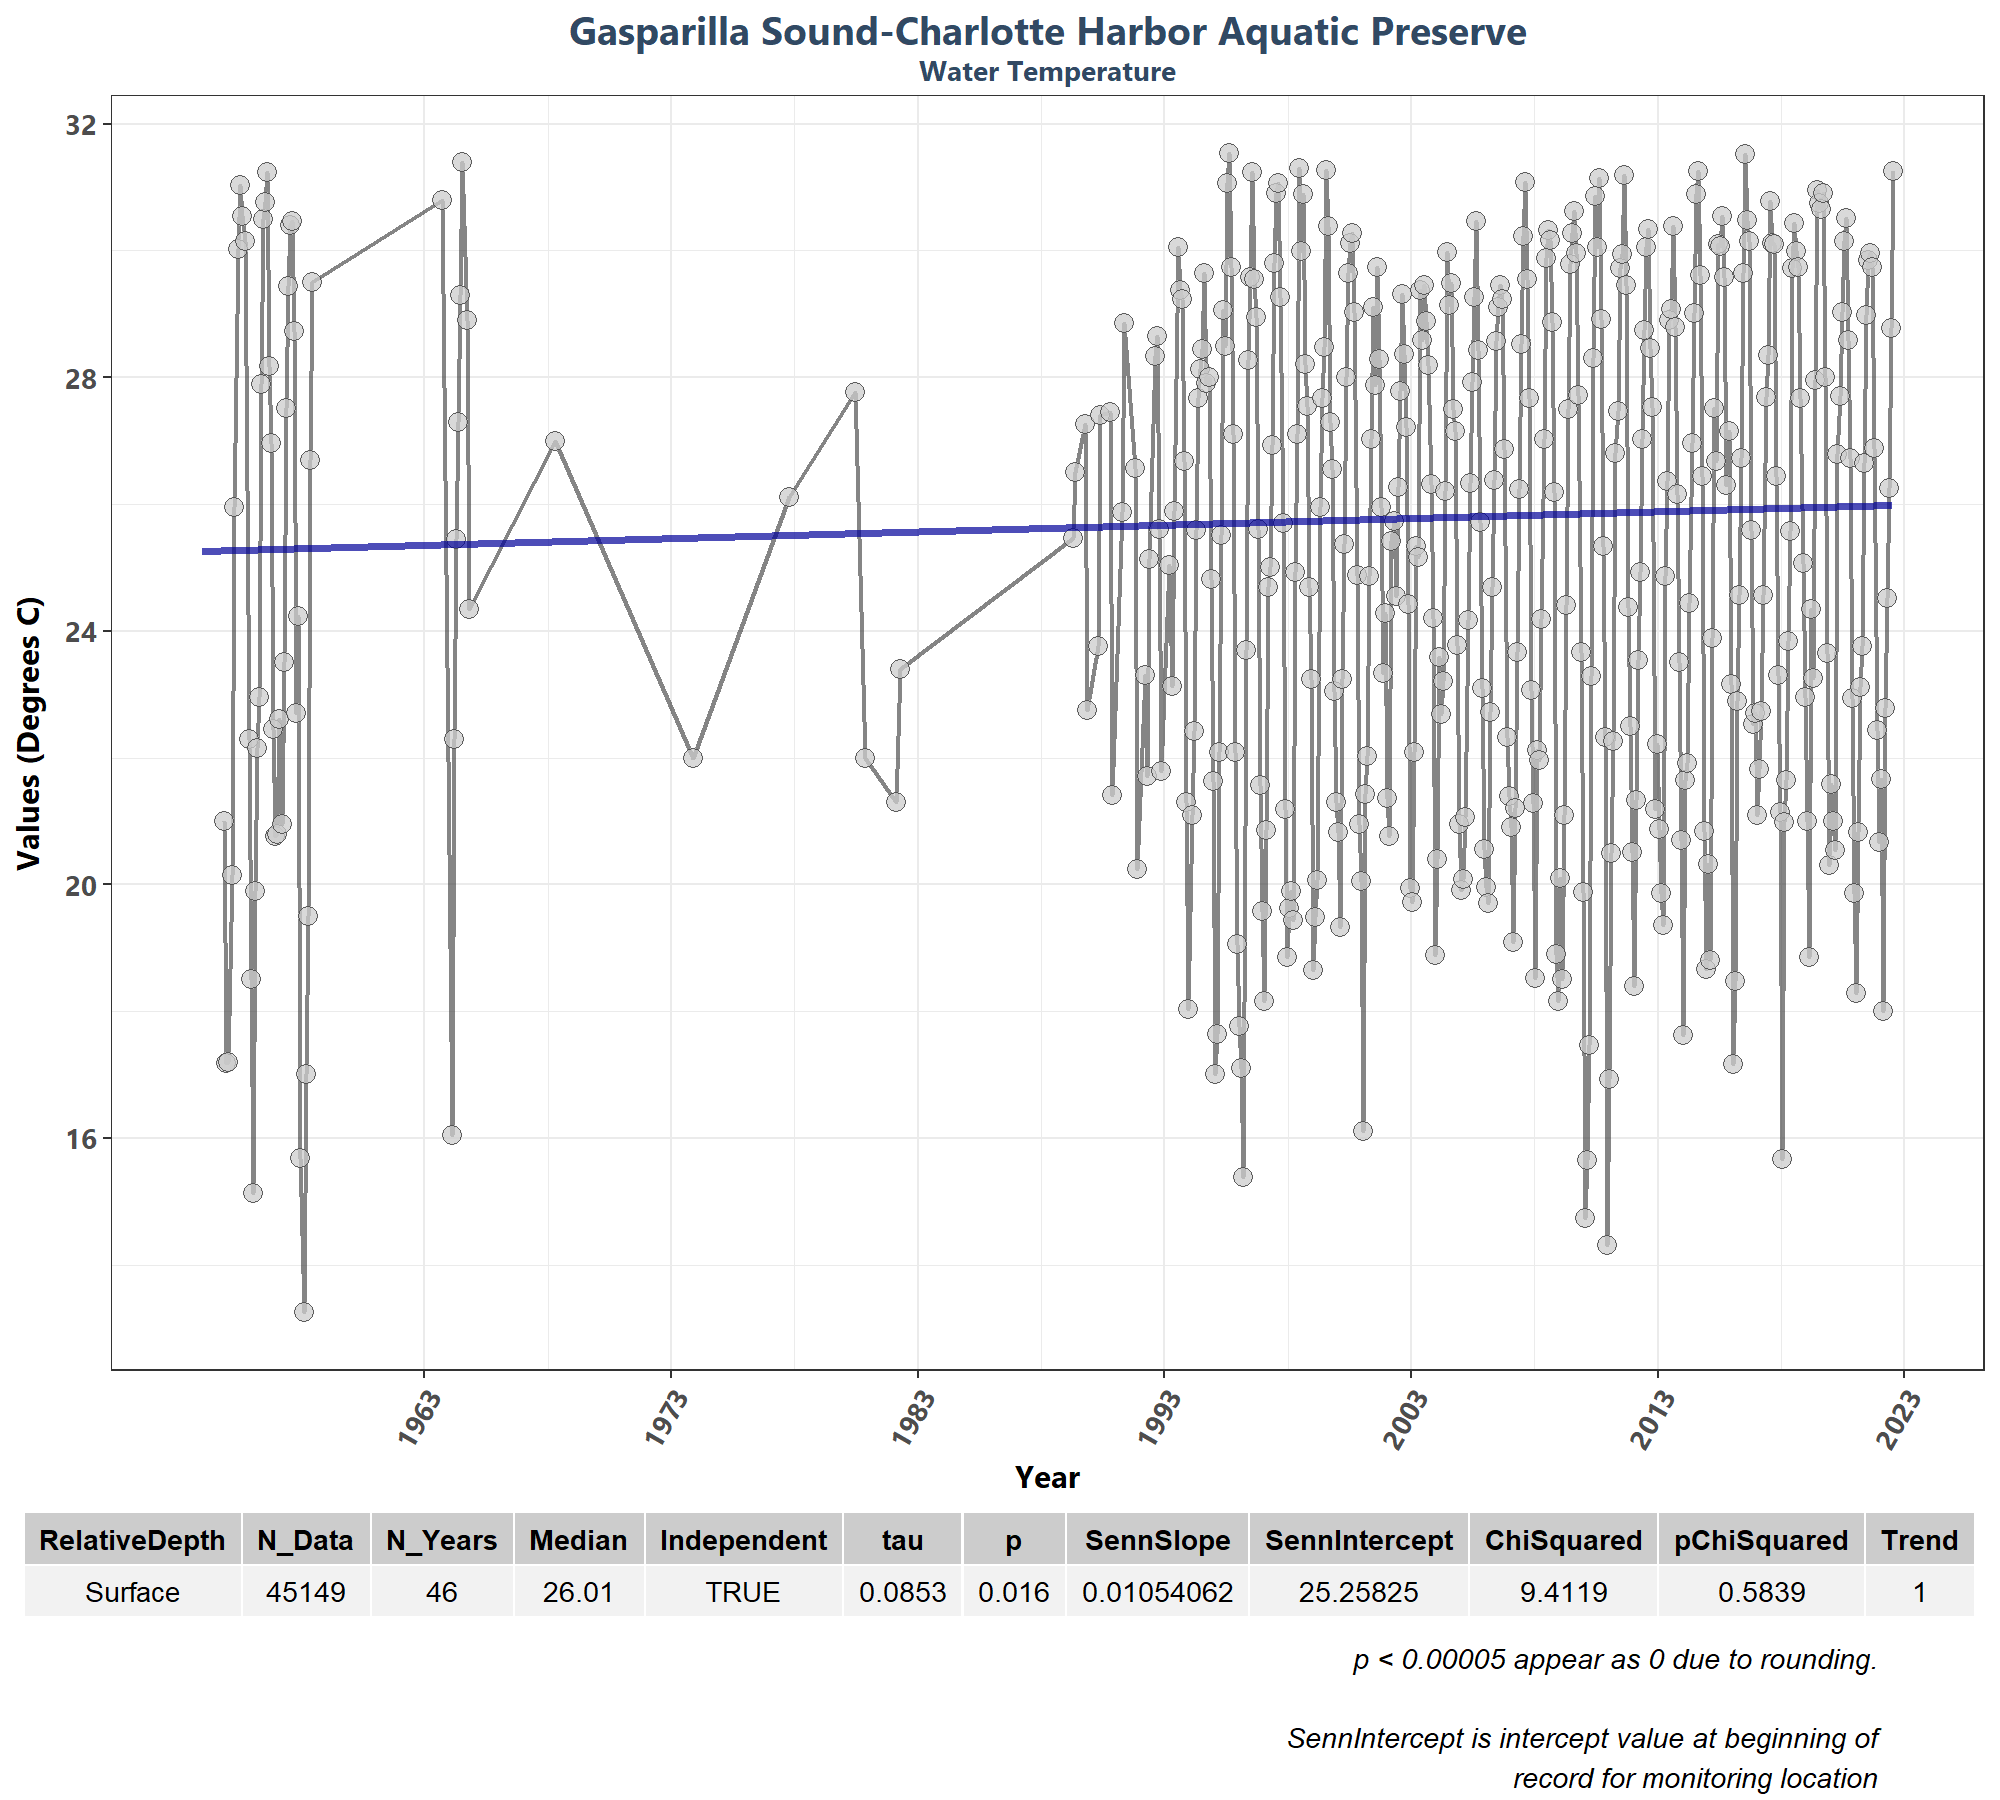 Gasparilla Sound-Charlotte Harbor Aquatic Preserve
Water Temperature
32
28
24
20
16
Values (Degrees C)
1963
1973
1983
1993
2003
2013
2023
Year
RelativeDepth N_Data N_Years Median Independent tau p SennSlope SennIntercept ChiSquared pChiSquared Trend
Surface 45149 46 26.01 TRUE 0.0853 0.016 0.01054062 25.25825 9.4119 0.5839 1
p < 0.00005 appear as 0 due to rounding.
SennIntercept is intercept value at beginning of
record for monitoring location